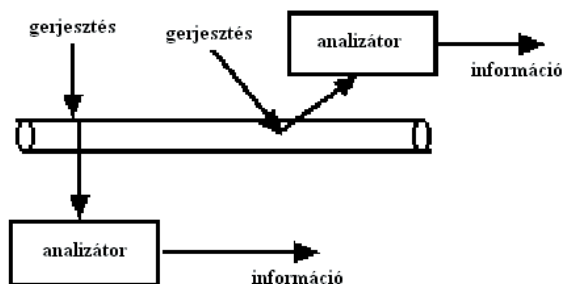 gerjesztés
gerjesztés
analizátor
információ
analizátor
információ